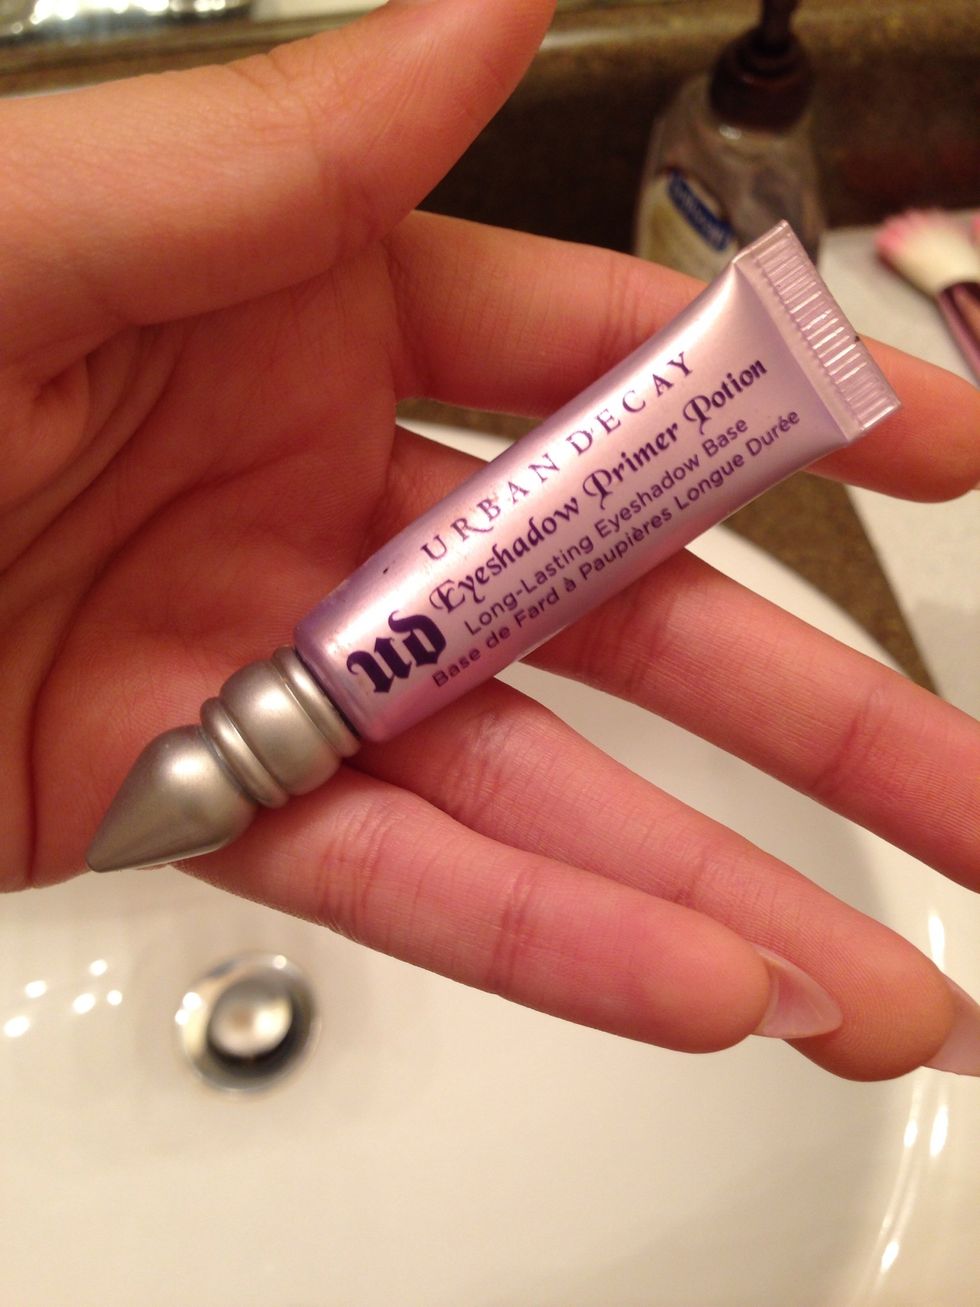 URBAN DECAY
Eyeshadow Primer Potion
Long-Lasting Eyeshadow Base
Base de Fard à Paupières Longue Durée
UD